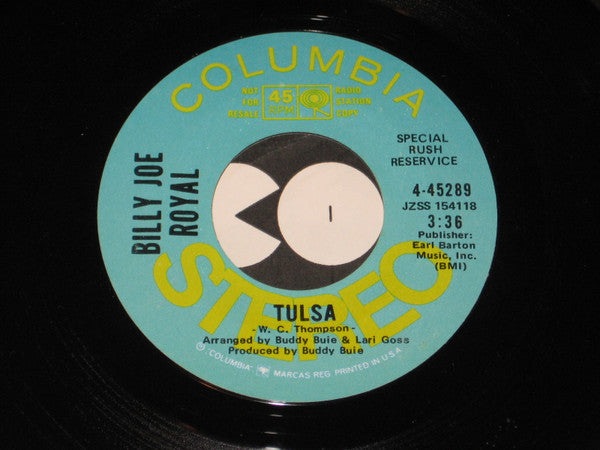 COLUMBIA
NOT
FOR
RESALE
45
RPM
RADIO
STATION
COPY
BILLY JOE
ROYAL
SPECIAL
RUSH
RESERVICE
4-45289
JZSS 154118
3:36
Publisher:
Earl Barton
Music, Inc.
(BMI)
STEREO
TULSA
- W. C. Thompson -
Arranged by Buddy Buie & Lari Goss
Produced by Buddy Buie
℗ "COLUMBIA", MARCAS REG. PRINTED IN U.S.A.